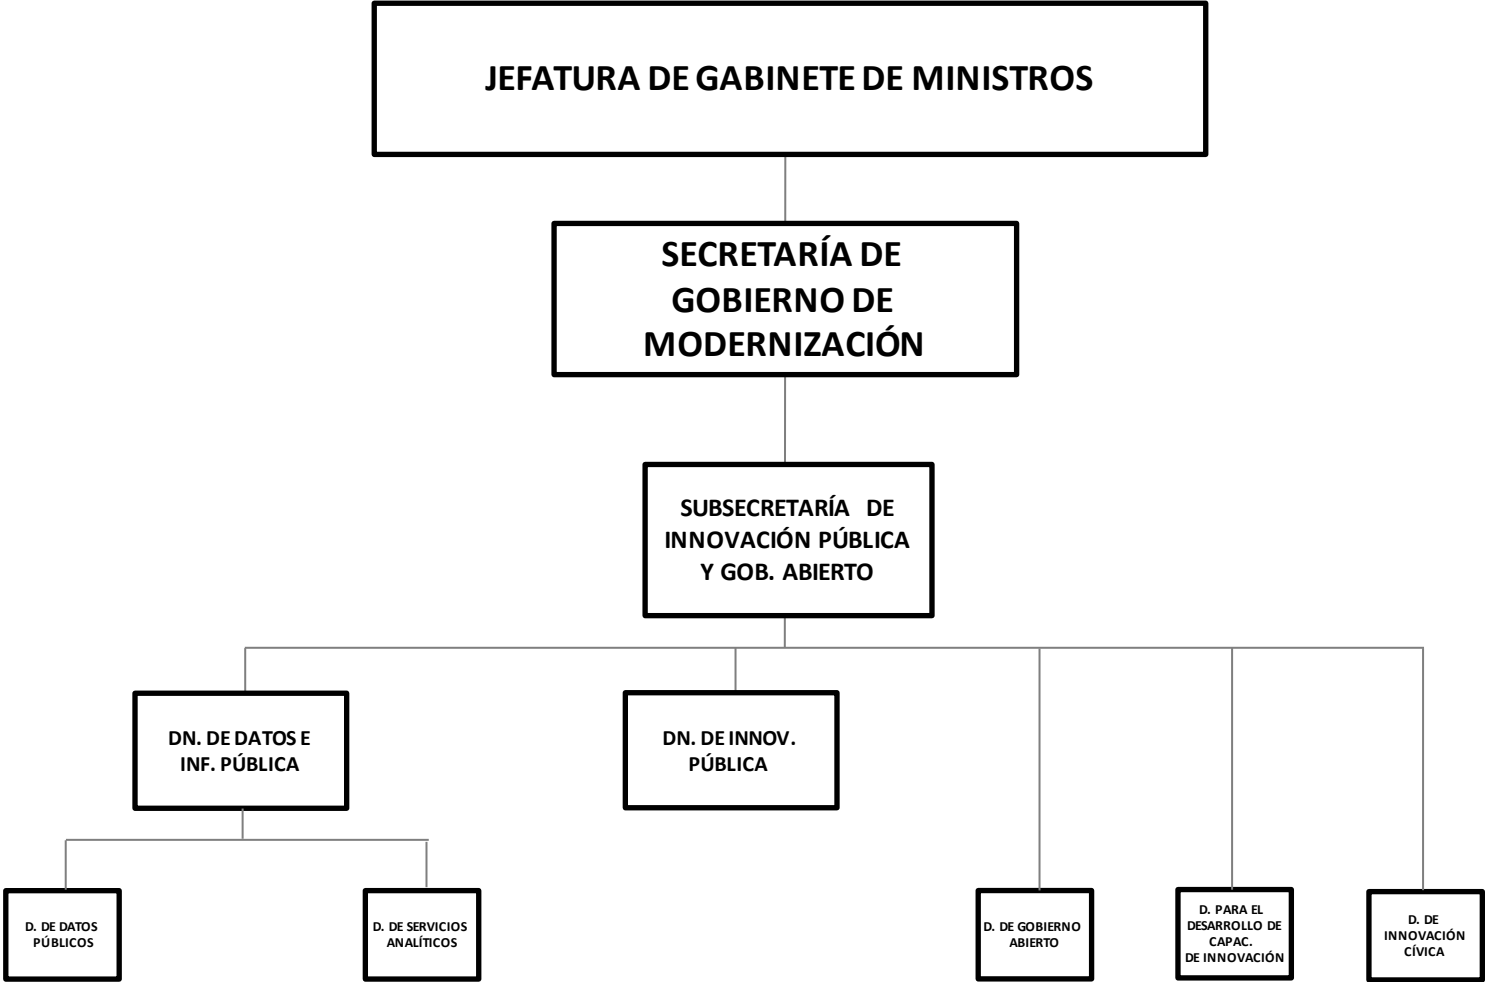 JEFATURA DE GABINETE DE MINISTROS
SECRETARÍA DE
GOBIERNO DE
MODERNIZACIÓN
SUBSECRETARÍA DE
INNOVACIÓN PÚBLICA
Y GOB. ABIERTO
DN. DE DATOS E
INF. PÚBLICA
DN. DE INNOV.
PÚBLICA
D. DE DATOS
PÚBLICOS
D. DE SERVICIOS
ANALÍTICOS
D. DE GOBIERNO
ABIERTO
D. PARA EL
DESARROLLO DE
CAPAC.
DE INNOVACIÓN
D. DE
INNOVACIÓN
CÍVICA